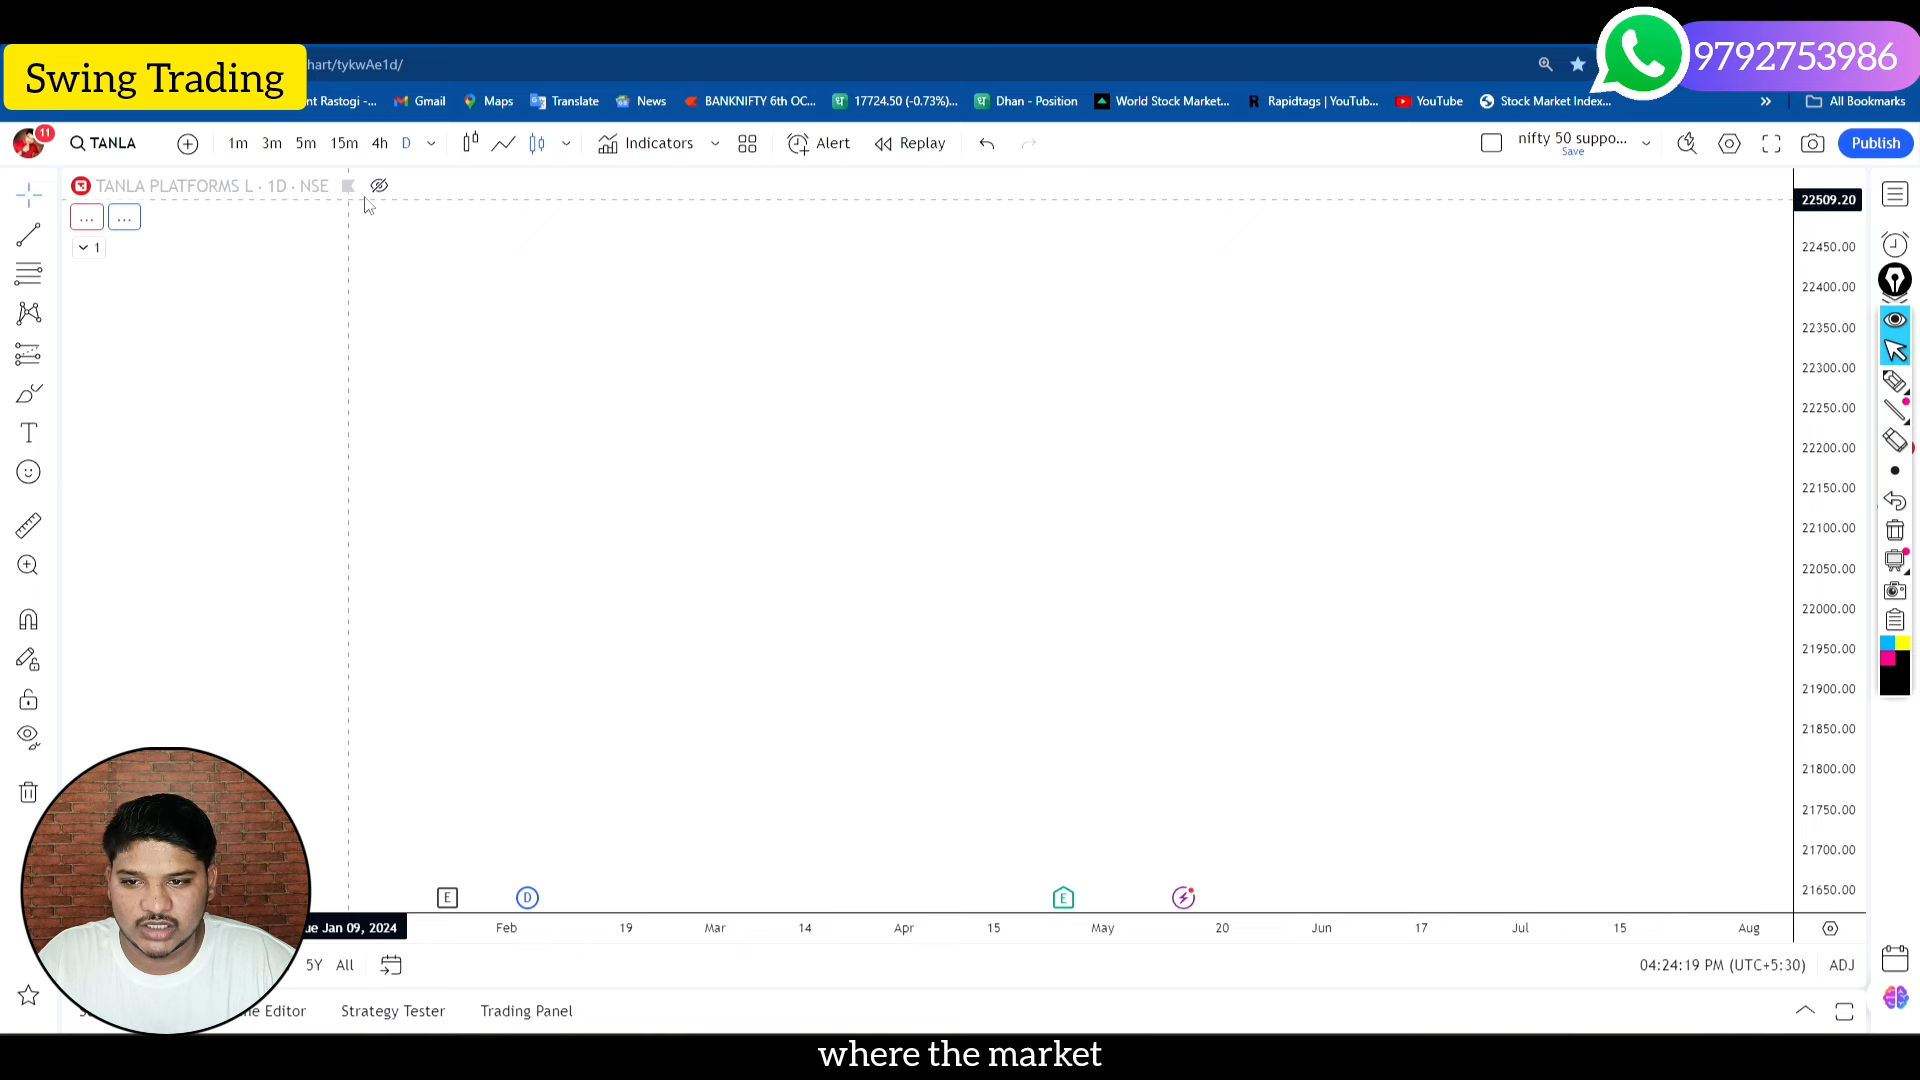 Swing Trading
9792753986
hart/tykwAe1d/
nt Rastogi -...
Gmail
Maps
Translate
News
BANKNIFTY 6th OC...
17724.50 (-0.73%)...
Dhan - Position
World Stock Market...
Rapidtags | YouTub...
YouTube
Stock Market Index...
All Bookmarks
11
TANLA
1m 3m 5m 15m 4h D
Indicators
Alert
Replay
nifty 50 suppo...
Save
Publish
TANLA PLATFORMS L · 1D · NSE
22509.20
... ...
1
22450.00
22400.00
22350.00
22300.00
22250.00
22200.00
22150.00
22100.00
22050.00
22000.00
21950.00
21900.00
21850.00
21800.00
21750.00
21700.00
21650.00
E D E
ue Jan 09, 2024
Feb 19 Mar 14 Apr 15 May 20 Jun 17 Jul 15 Aug
5Y All
04:24:19 PM (UTC+5:30) ADJ
ne Editor
Strategy Tester
Trading Panel
where the market